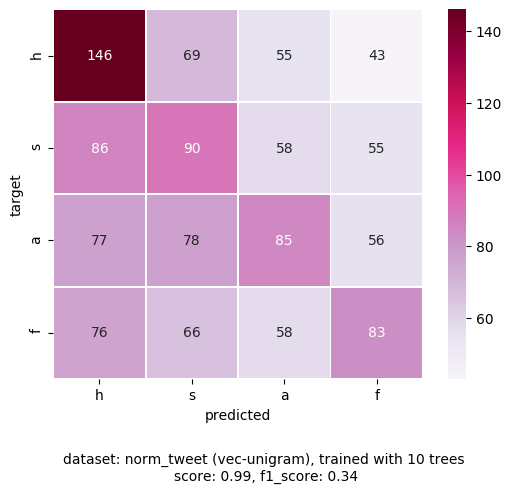 h 146 69 55 43
s 86 90 58 55
a 77 78 85 56
f 76 66 58 83
h s a f
target
predicted
140
120
100
80
60
dataset: norm_tweet (vec-unigram), trained with 10 trees
score: 0.99, f1_score: 0.34